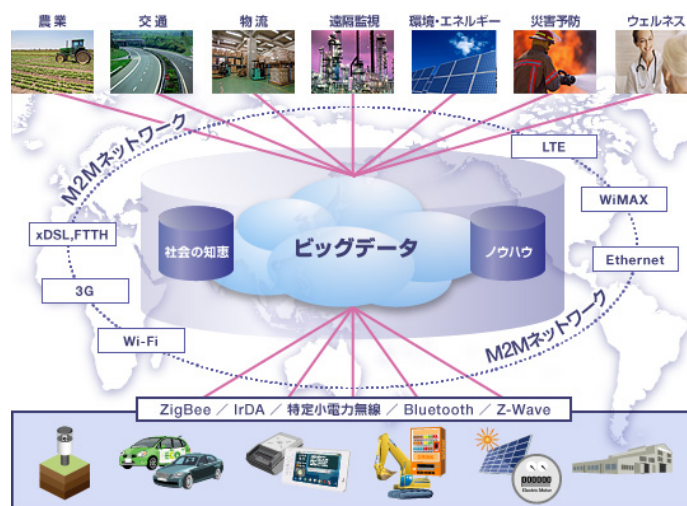 農業
交通
物流
遠隔監視
環境・エネルギー
災害予防
ウェルネス
M2Mネットワーク
LTE
WiMAX
xDSL,FTTH
社会の知恵
ビッグデータ
ノウハウ
Ethernet
3G
Wi-Fi
M2Mネットワーク
ZigBee ／ IrDA ／ 特定小電力無線 ／ Bluetooth ／ Z-Wave
ECO
Electric Meter